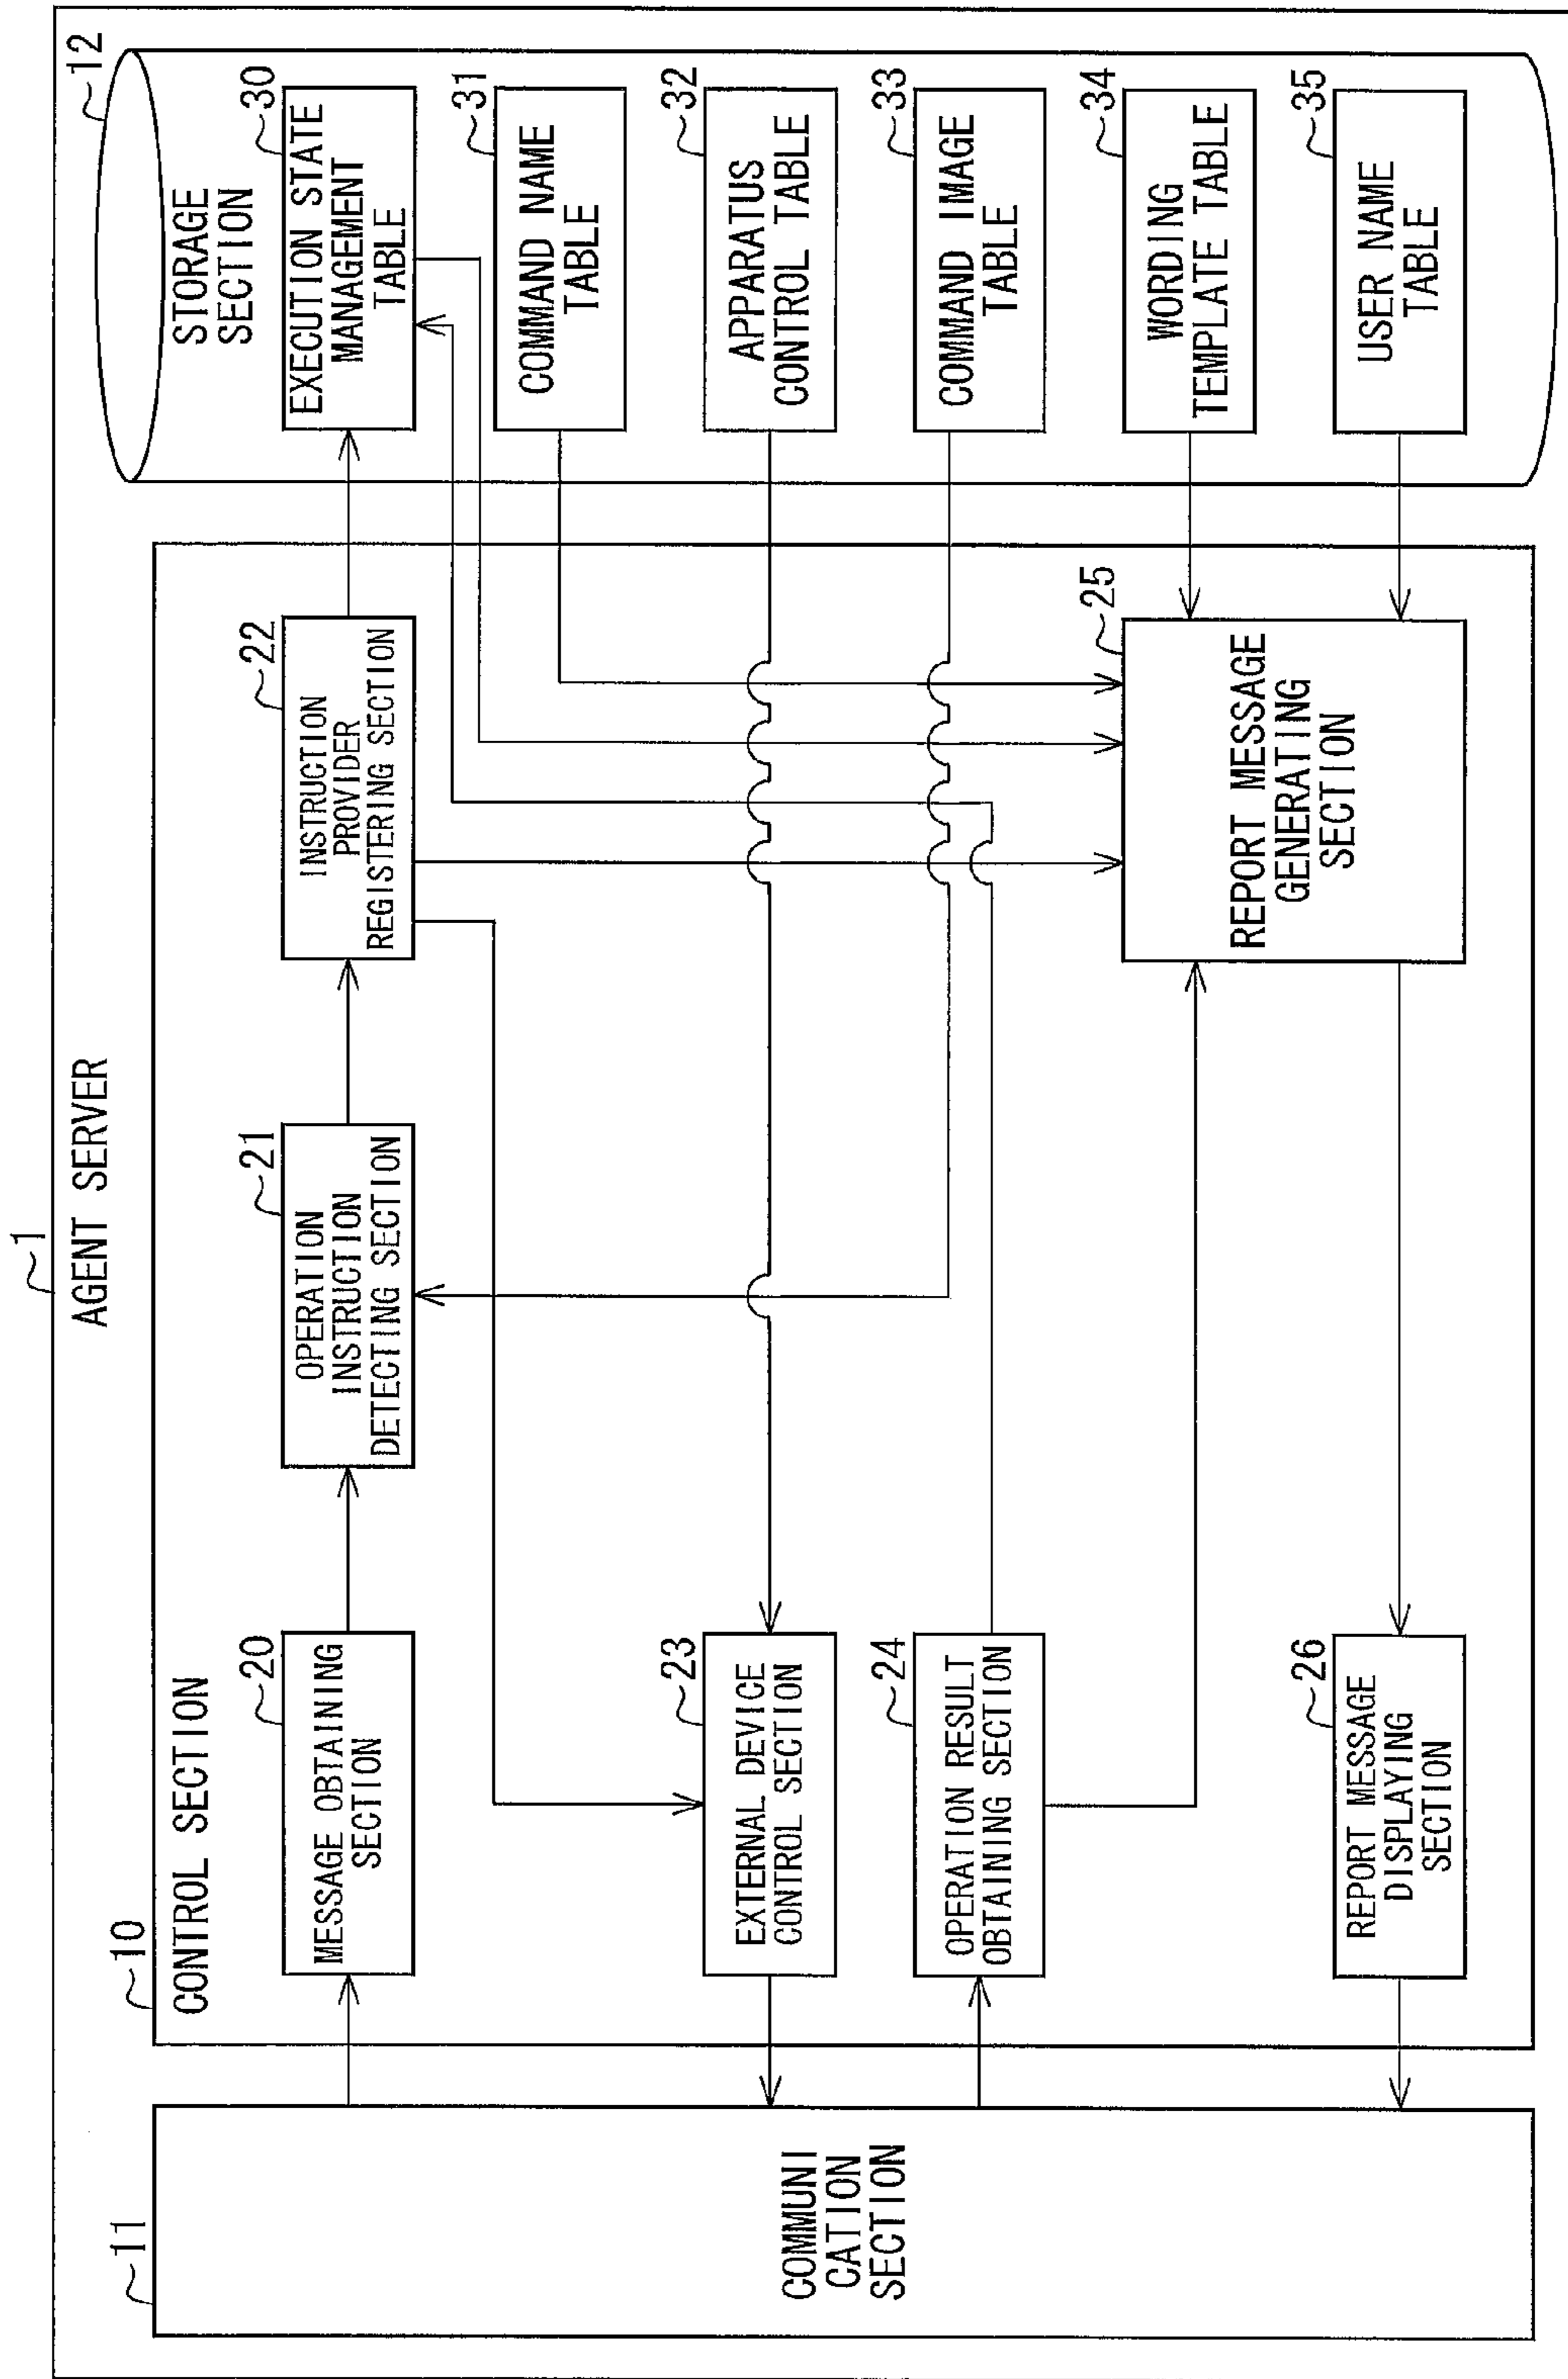 1
AGENT SERVER
11
COMMUNI
CATION
SECTION
10
CONTROL SECTION
20
MESSAGE OBTAINING
SECTION
21
OPERATION
INSTRUCTION
DETECTING SECTION
22
INSTRUCTION
PROVIDER
REGISTERING SECTION
23
EXTERNAL DEVICE
CONTROL SECTION
24
OPERATION RESULT
OBTAINING SECTION
25
REPORT MESSAGE
GENERATING
SECTION
26
REPORT MESSAGE
DISPLAYING
SECTION
12
STORAGE
SECTION
30
EXECUTION STATE
MANAGEMENT
TABLE
31
COMMAND NAME
TABLE
32
APPARATUS
CONTROL TABLE
33
COMMAND IMAGE
TABLE
34
WORDING
TEMPLATE TABLE
35
USER NAME
TABLE